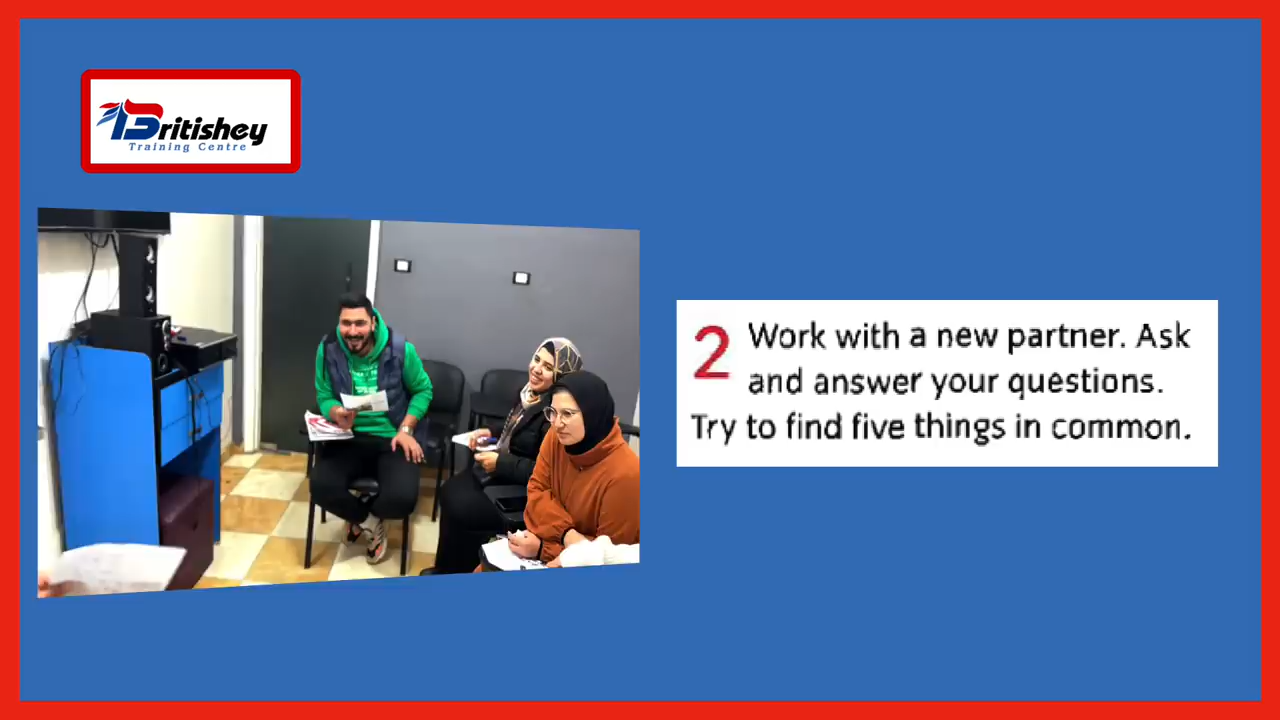 Britishey
Training Centre
2 Work with a new partner. Ask
and answer your questions.
Try to find five things in common.